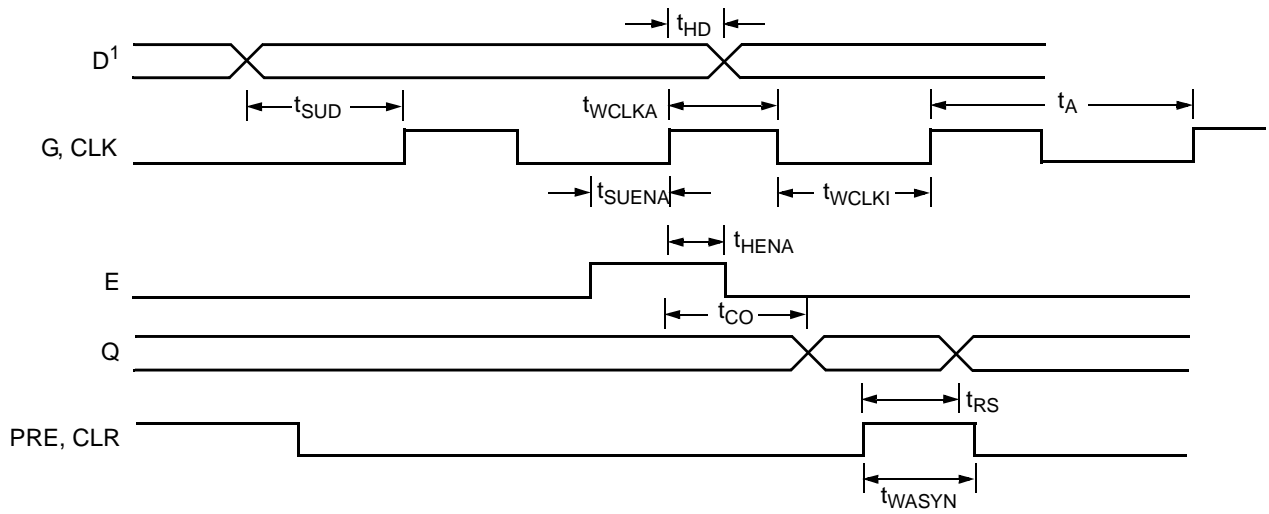 tHD
D1
tSUD
tWCLKA
tA
G, CLK
tSUENA
tWCLKI
tHENA
E
tCO
Q
tRS
PRE, CLR
tWASYN